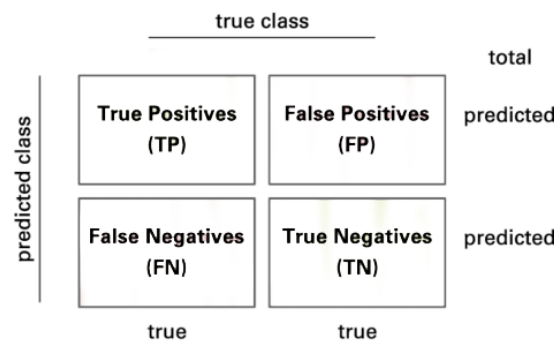 true class
total
predicted class
True Positives
(TP)
False Positives
(FP)
predicted
False Negatives
(FN)
True Negatives
(TN)
predicted
true
true